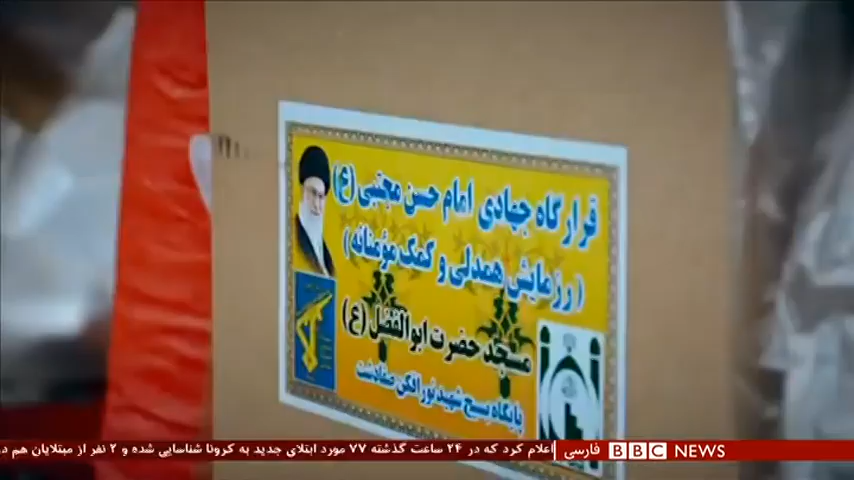 قرارگاه جهادی امام حسن مجتبی (ع)
(رزمایش همدلی و کمک مؤمنانه)
مسجد حضرت ابوالفضل (ع)
پایگاه بسیج شهید نورافکن صفادشت
BBC NEWS فارسی
اعلام کرد که در ۲۴ ساعت گذشته ۷۷ مورد ابتلای جدید به کرونا شناسایی شده و ۲ نفر از مبتلایان هم د